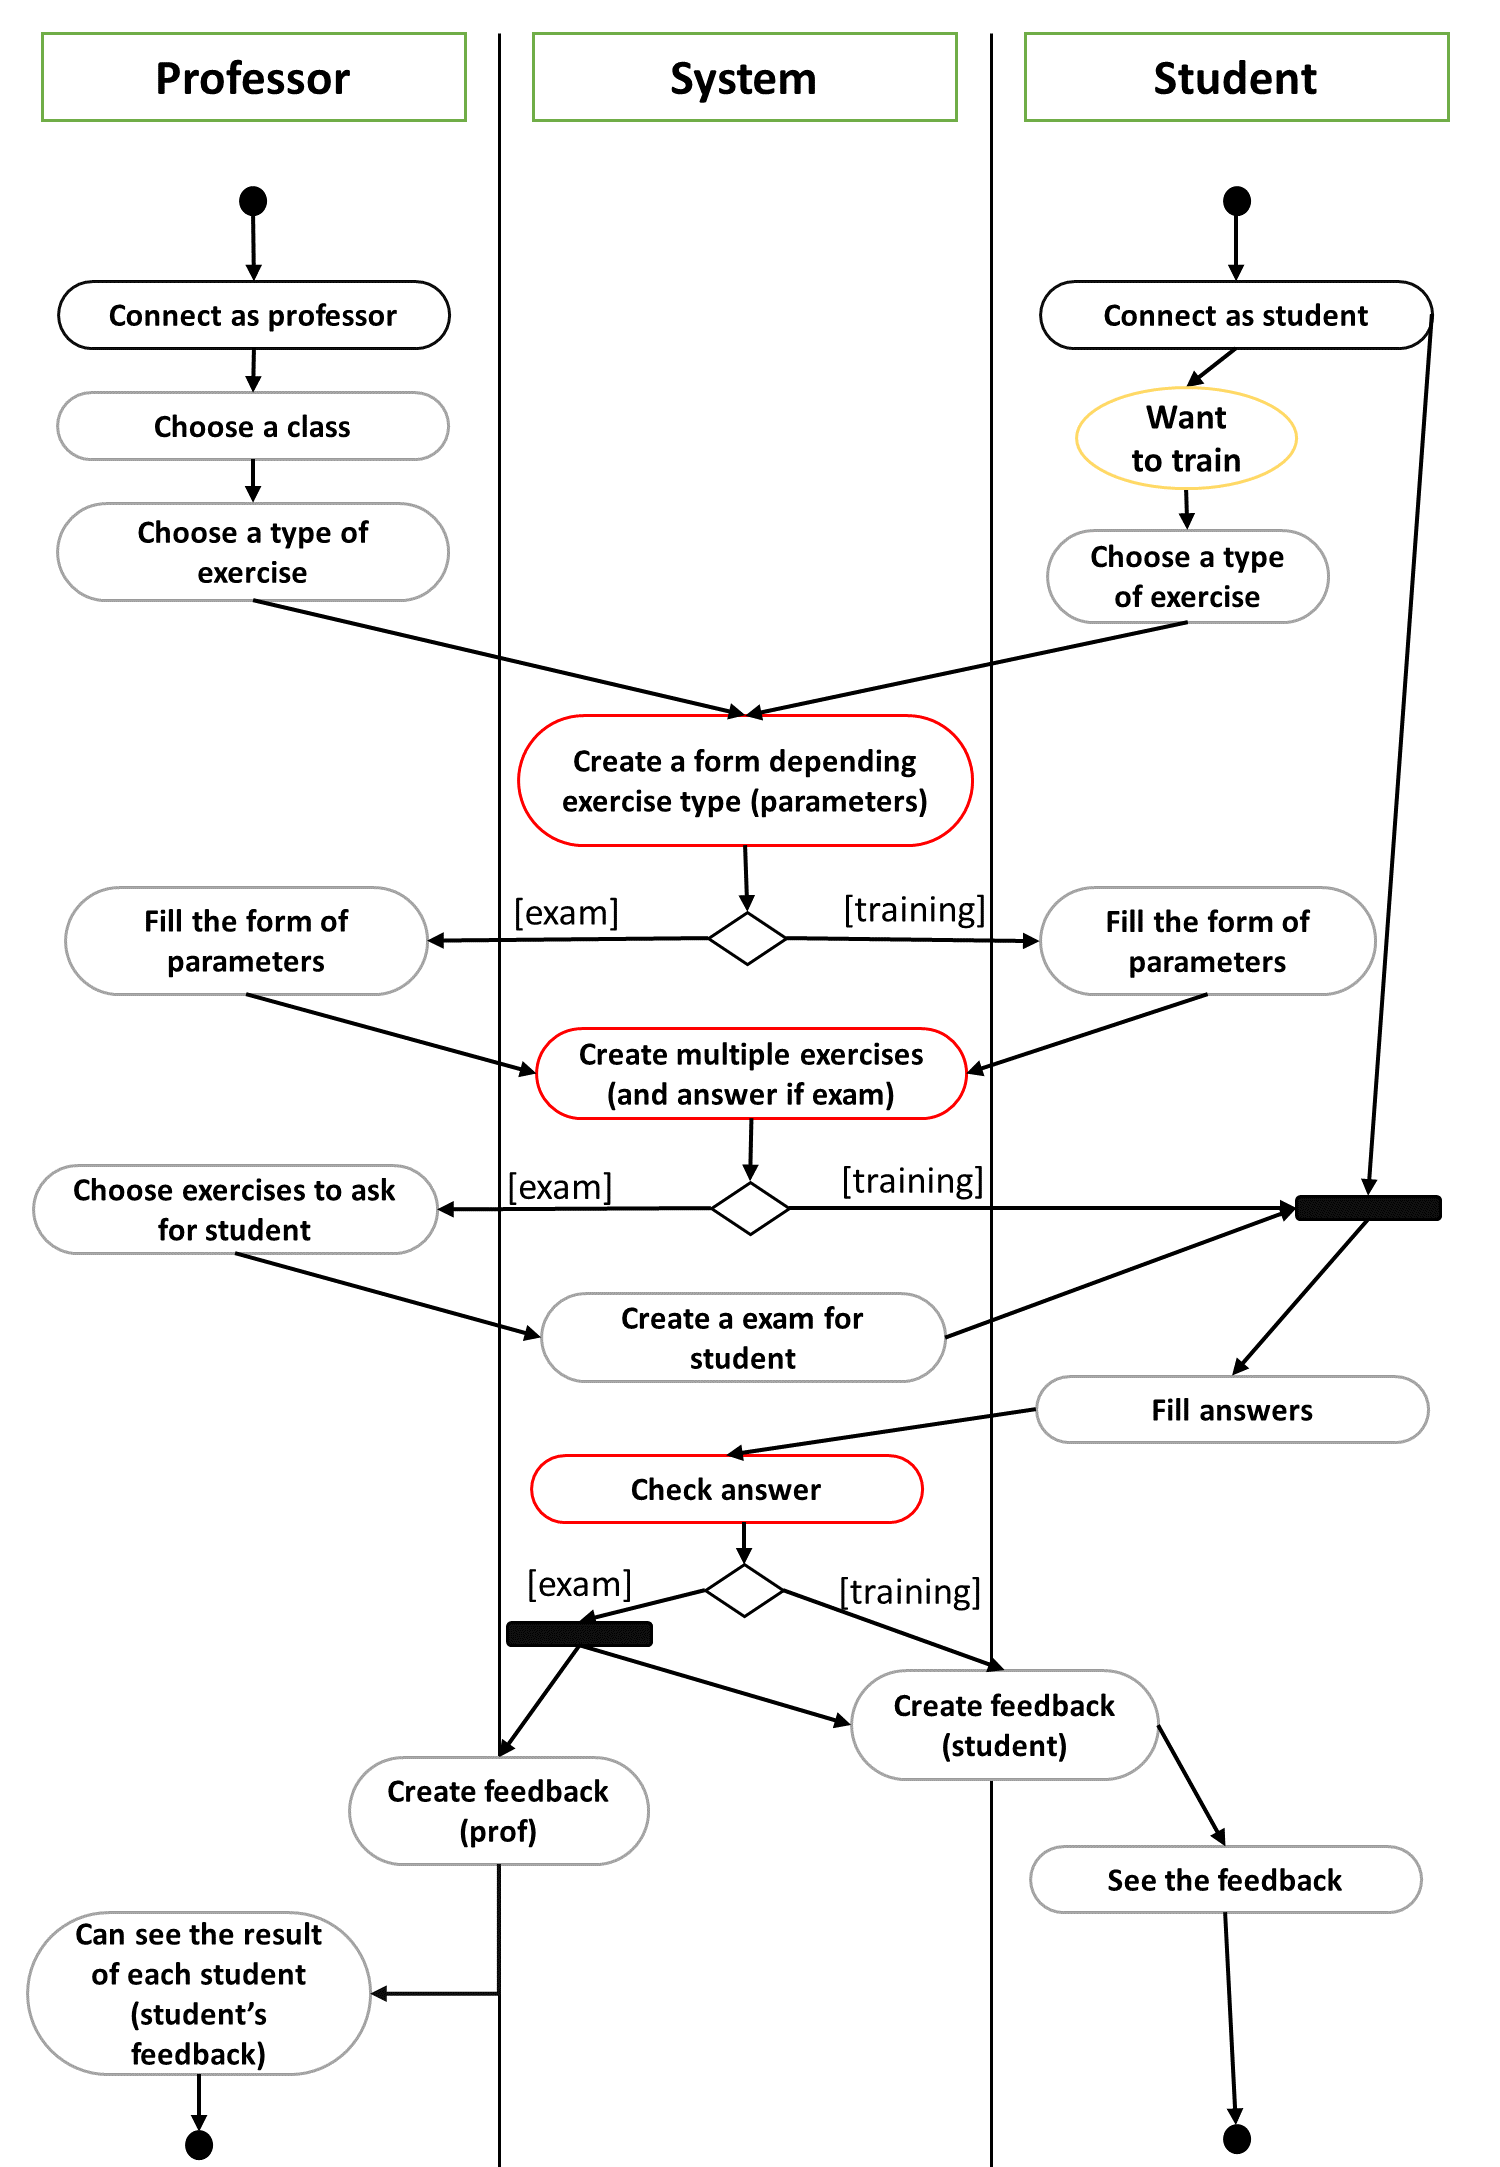 Professor
System
Student
Connect as professor
Connect as student
Choose a class
Want
to train
Choose a type of
exercise
Choose a type
of exercise
Create a form depending
exercise type (parameters)
[exam]
[training]
Fill the form of
parameters
Fill the form of
parameters
Create multiple exercises
(and answer if exam)
[exam]
[training]
Choose exercises to ask
for student
Create a exam for
student
Fill answers
Check answer
[exam]
[training]
Create feedback
(student)
Create feedback
(prof)
See the feedback
Can see the result
of each student
(student’s
feedback)